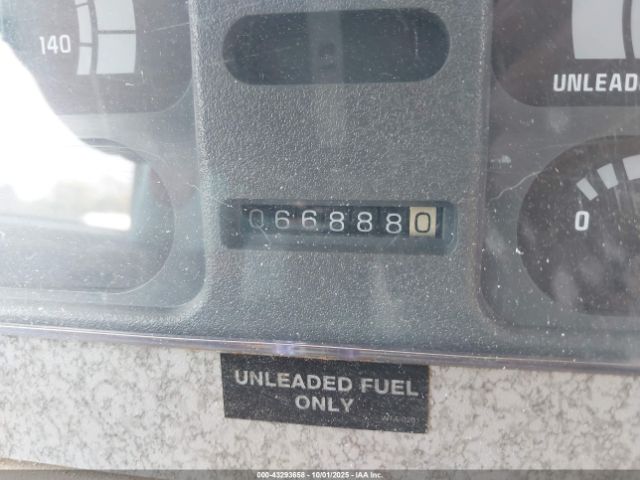 140
UNLEAD
0668880
0
UNLEADED FUEL
ONLY
000-43293658 - 10/01/2025 - IAA Inc.